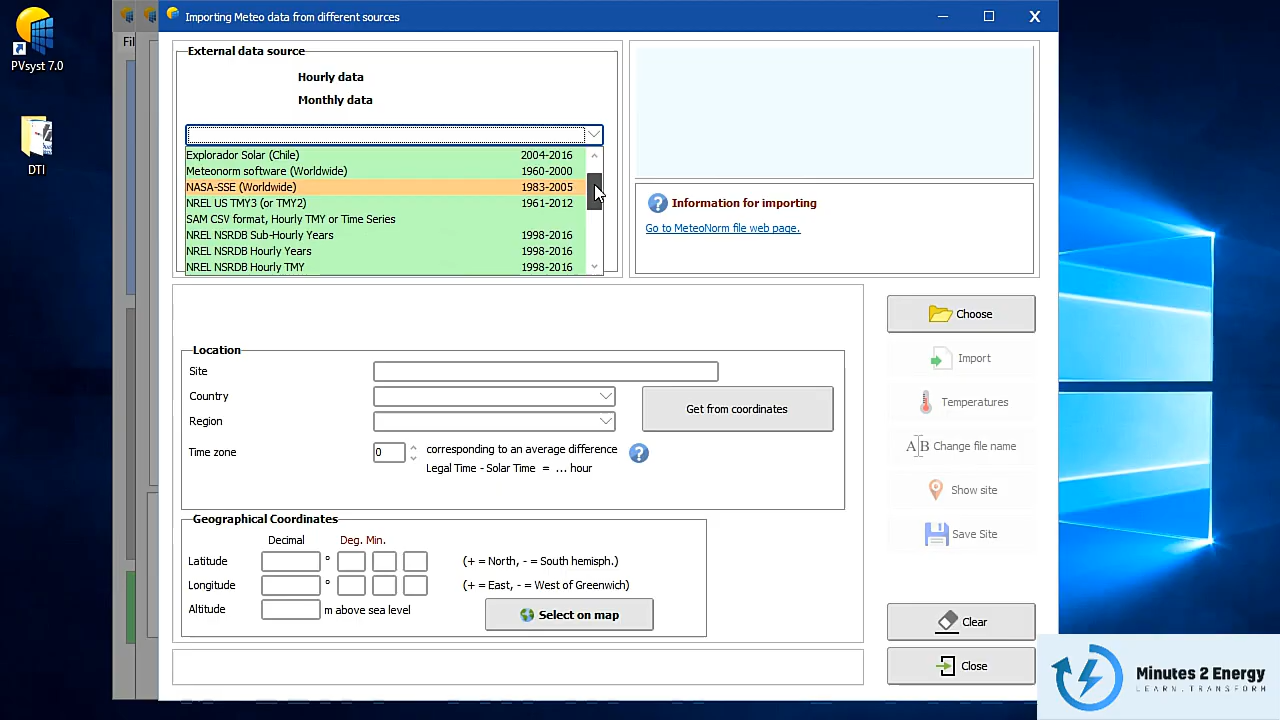 Importing Meteo data from different sources
PVsyst 7.0
DTI
Fil
External data source
Hourly data
Monthly data
Explorador Solar (Chile) 2004-2016
Meteonorm software (Worldwide) 1960-2000
NASA-SSE (Worldwide) 1983-2005
NREL US TMY3 (or TMY2) 1961-2012
SAM CSV format, Hourly TMY or Time Series
NREL NSRDB Sub-Hourly Years 1998-2016
NREL NSRDB Hourly Years 1998-2016
NREL NSRDB Hourly TMY 1998-2016
Information for importing
Go to MeteoNorm file web page.
Location
Site
Country
Region
Get from coordinates
Time zone 0 corresponding to an average difference
Legal Time - Solar Time = ... hour
Geographical Coordinates
Decimal Deg. Min.
Latitude ° (+ = North, - = South hemisph.)
Longitude ° (+ = East, - = West of Greenwich)
Altitude m above sea level
Select on map
Choose
Import
Temperatures
A|B Change file name
Show site
Save Site
Clear
Close
Minutes 2 Energy
LEARN.TRANSFORM